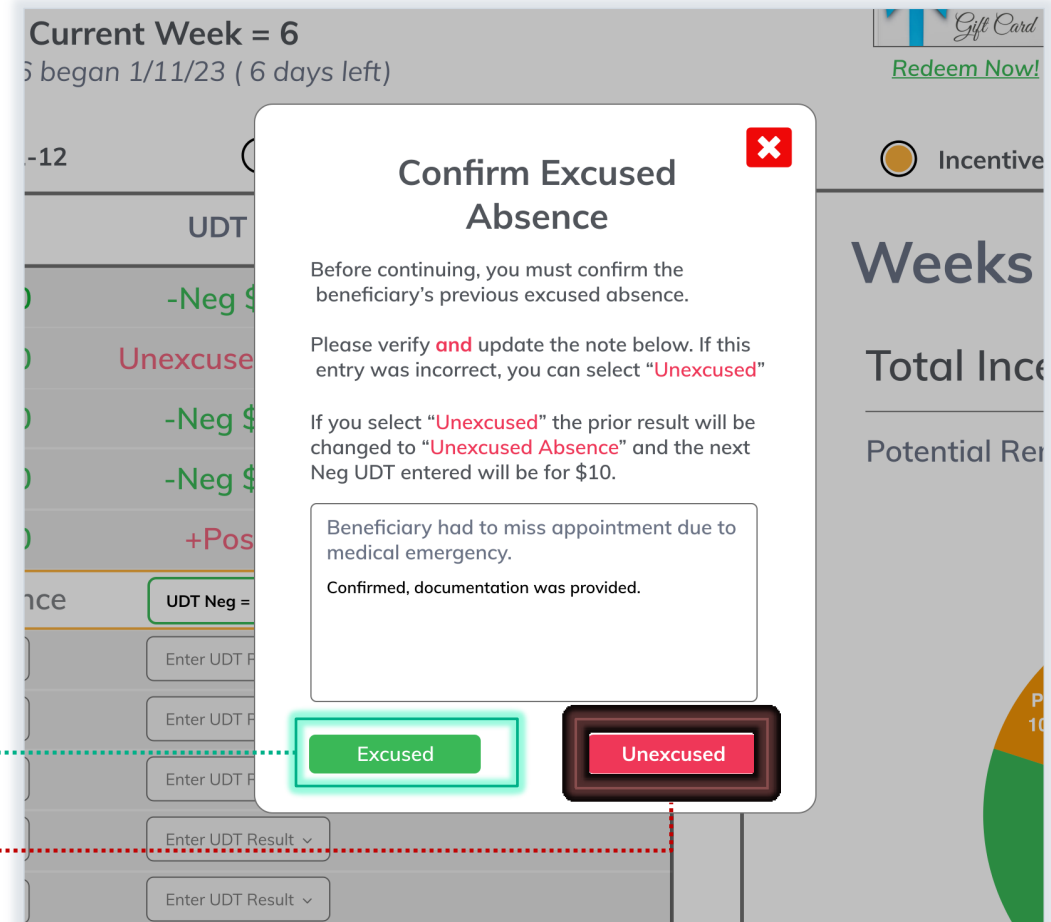 Current Week = 6
6 began 1/11/23 ( 6 days left)
Gift Card
Redeem Now!
-12
Incentive
UDT
Weeks
-Neg $
Unexcuse
Total Ince
-Neg $
Potential Rer
-Neg $
+Pos
nce
UDT Neg =
Enter UDT F
Enter UDT F
Enter UDT F
Enter UDT Result
Enter UDT Result
P
10
Confirm Excused
Absence
Before continuing, you must confirm the
beneficiary's previous excused absence.
Please verify and update the note below. If this
entry was incorrect, you can select “Unexcused”
If you select “Unexcused” the prior result will be
changed to “Unexcused Absence” and the next
Neg UDT entered will be for $10.
Beneficiary had to miss appointment due to
medical emergency.
Confirmed, documentation was provided.
Excused
Unexcused